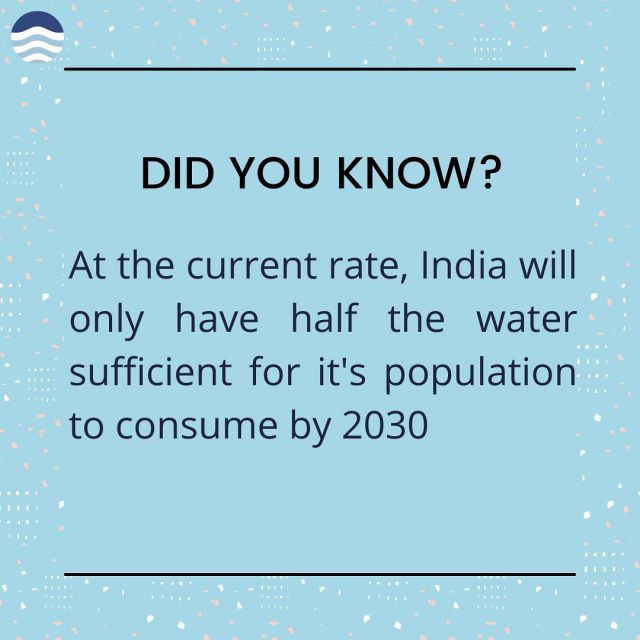 DID YOU KNOW?
At the current rate, India will
only have half the water
sufficient for it's population
to consume by 2030